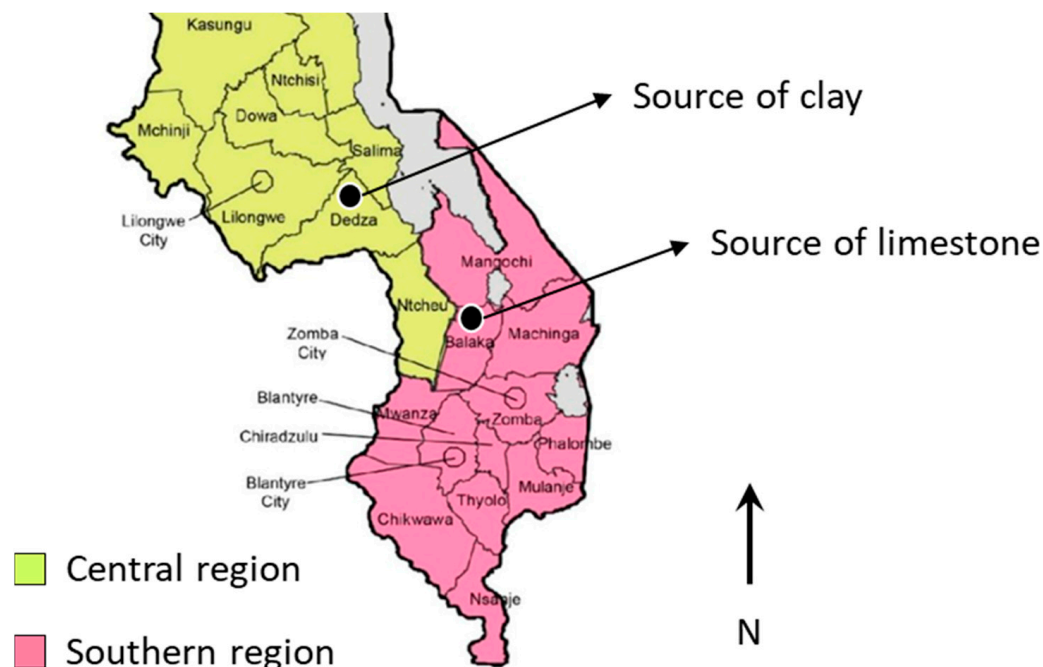 Kasungu
Ntchisi
Source of clay
Dowa
Mchinji
Salima
Lilongwe
City
Lilongwe
Dedza
Source of limestone
Mangochi
Ntcheu
Zomba
City
Balaka
Machinga
Blantyre
Mwanza
Zomba
Chiradzulu
Phalombe
Blantyre
City
Mulanje
Thyolo
Chikwawa
Central region
Nsanje
N
Southern region